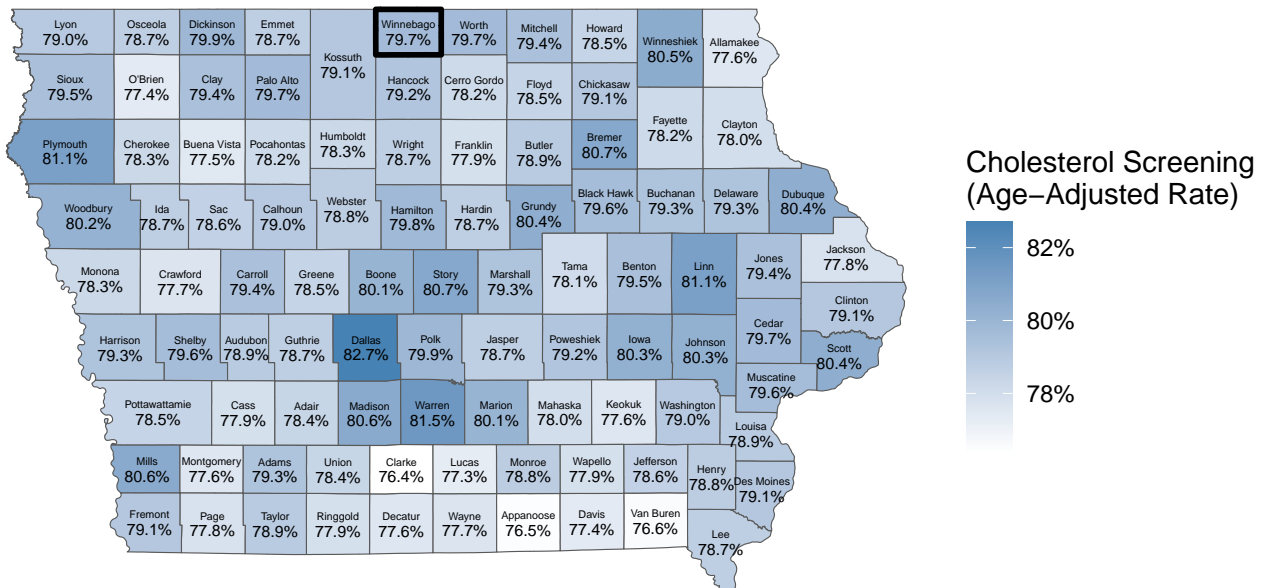 Lyon
79.0%
Osceola
78.7%
Dickinson
79.9%
Emmet
78.7%
Kossuth
79.1%
Winnebago
79.7%
Worth
79.7%
Mitchell
79.4%
Howard
78.5%
Winneshiek
80.5%
Allamakee
77.6%
Sioux
79.5%
O'Brien
77.4%
Clay
79.4%
Palo Alto
79.7%
Hancock
79.2%
Cerro Gordo
78.2%
Floyd
78.5%
Chickasaw
79.1%
Fayette
78.2%
Clayton
78.0%
Plymouth
81.1%
Cherokee
78.3%
Buena Vista
77.5%
Pocahontas
78.2%
Humboldt
78.3%
Wright
78.7%
Franklin
77.9%
Butler
78.9%
Bremer
80.7%
Woodbury
80.2%
Ida
78.7%
Sac
78.6%
Calhoun
79.0%
Webster
78.8%
Hamilton
79.8%
Hardin
78.7%
Grundy
80.4%
Black Hawk
79.6%
Buchanan
79.3%
Delaware
79.3%
Dubuque
80.4%
Monona
78.3%
Crawford
77.7%
Carroll
79.4%
Greene
78.5%
Boone
80.1%
Story
80.7%
Marshall
79.3%
Tama
78.1%
Benton
79.5%
Linn
81.1%
Jones
79.4%
Jackson
77.8%
Clinton
79.1%
Harrison
79.3%
Shelby
79.6%
Audubon
78.9%
Guthrie
78.7%
Dallas
82.7%
Polk
79.9%
Jasper
78.7%
Poweshiek
79.2%
Iowa
80.3%
Johnson
80.3%
Cedar
79.7%
Scott
80.4%
Muscatine
79.6%
Pottawattamie
78.5%
Cass
77.9%
Adair
78.4%
Madison
80.6%
Warren
81.5%
Marion
80.1%
Mahaska
78.0%
Keokuk
77.6%
Washington
79.0%
Louisa
78.9%
Mills
80.6%
Montgomery
77.6%
Adams
79.3%
Union
78.4%
Clarke
76.4%
Lucas
77.3%
Monroe
78.8%
Wapello
77.9%
Jefferson
78.6%
Henry
78.8%
Des Moines
79.1%
Fremont
79.1%
Page
77.8%
Taylor
78.9%
Ringgold
77.9%
Decatur
77.6%
Wayne
77.7%
Appanoose
76.5%
Davis
77.4%
Van Buren
76.6%
Lee
78.7%
Cholesterol Screening
(Age−Adjusted Rate)
82%
80%
78%